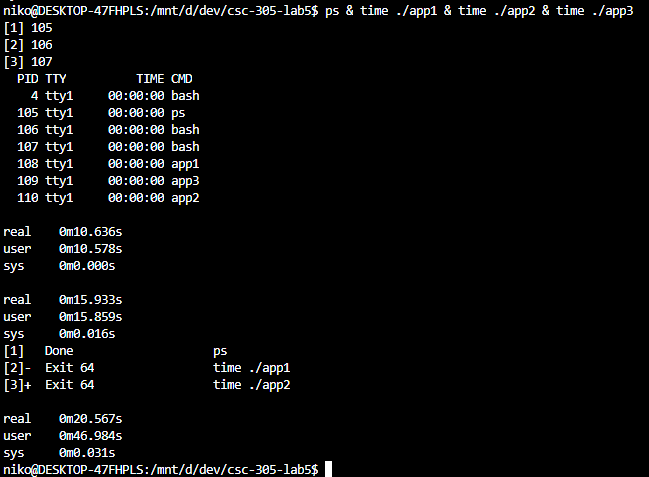 niko@DESKTOP-47FHPLS:/mnt/d/dev/csc-305-lab5$ ps & time ./app1 & time ./app2 & time ./app3
[1] 105
[2] 106
[3] 107
  PID TTY          TIME CMD
    4 tty1     00:00:00 bash
  105 tty1     00:00:00 ps
  106 tty1     00:00:00 bash
  107 tty1     00:00:00 bash
  108 tty1     00:00:00 app1
  109 tty1     00:00:00 app3
  110 tty1     00:00:00 app2

real    0m10.636s
user    0m10.578s
sys     0m0.000s

real    0m15.933s
user    0m15.859s
sys     0m0.016s
[1]   Done                    ps
[2]-  Exit 64                 time ./app1
[3]+  Exit 64                 time ./app2

real    0m20.567s
user    0m46.984s
sys     0m0.031s
niko@DESKTOP-47FHPLS:/mnt/d/dev/csc-305-lab5$